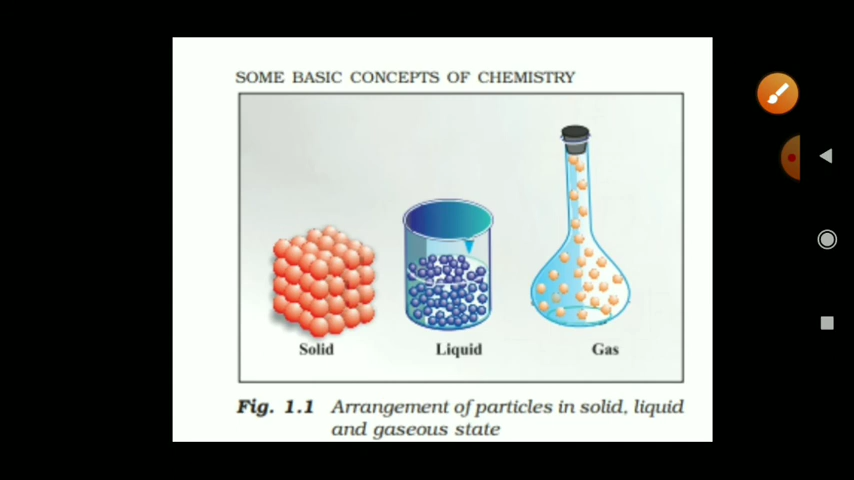 SOME BASIC CONCEPTS OF CHEMISTRY
Solid
Liquid
Gas
Fig. 1.1 Arrangement of particles in solid, liquid
and gaseous state